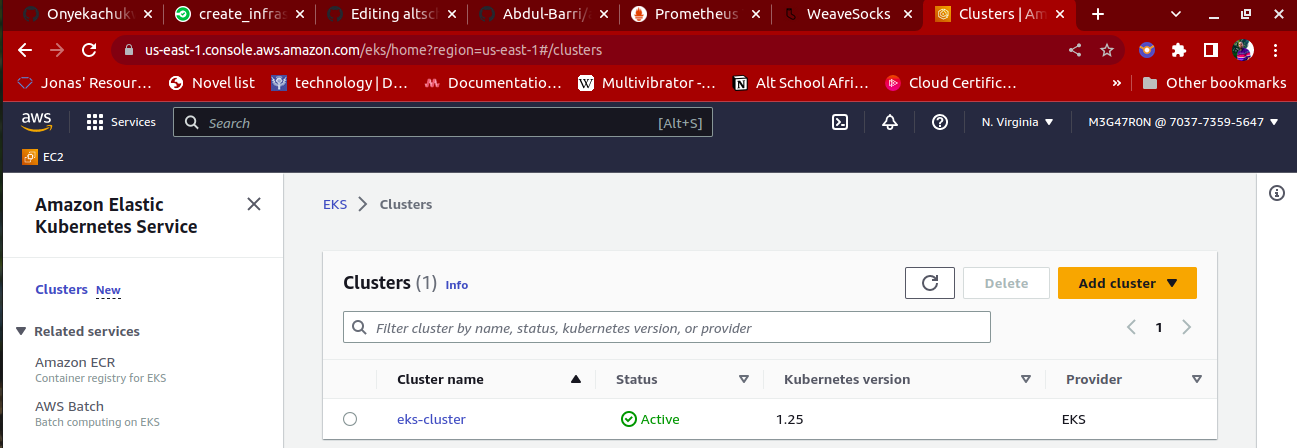 Onyekachukw
create_infras
Editing altsch
Abdul-Barri/
Prometheus
WeaveSocks
Clusters | Am
us-east-1.console.aws.amazon.com/eks/home?region=us-east-1#/clusters
Jonas' Resour...
Novel list
technology | D...
Documentatio...
Multivibrator -...
Alt School Afri...
Cloud Certific...
»
Other bookmarks
aws
Services
Search
[Alt+S]
N. Virginia
M3G47R0N @ 7037-7359-5647
EC2
Amazon Elastic
Kubernetes Service
EKS
Clusters
Clusters (1) Info
Delete
Add cluster
Clusters New
Filter cluster by name, status, kubernetes version, or provider
1
Related services
Amazon ECR
Container registry for EKS
AWS Batch
Batch computing on EKS
Cluster name
Status
Kubernetes version
Provider
eks-cluster
Active
1.25
EKS